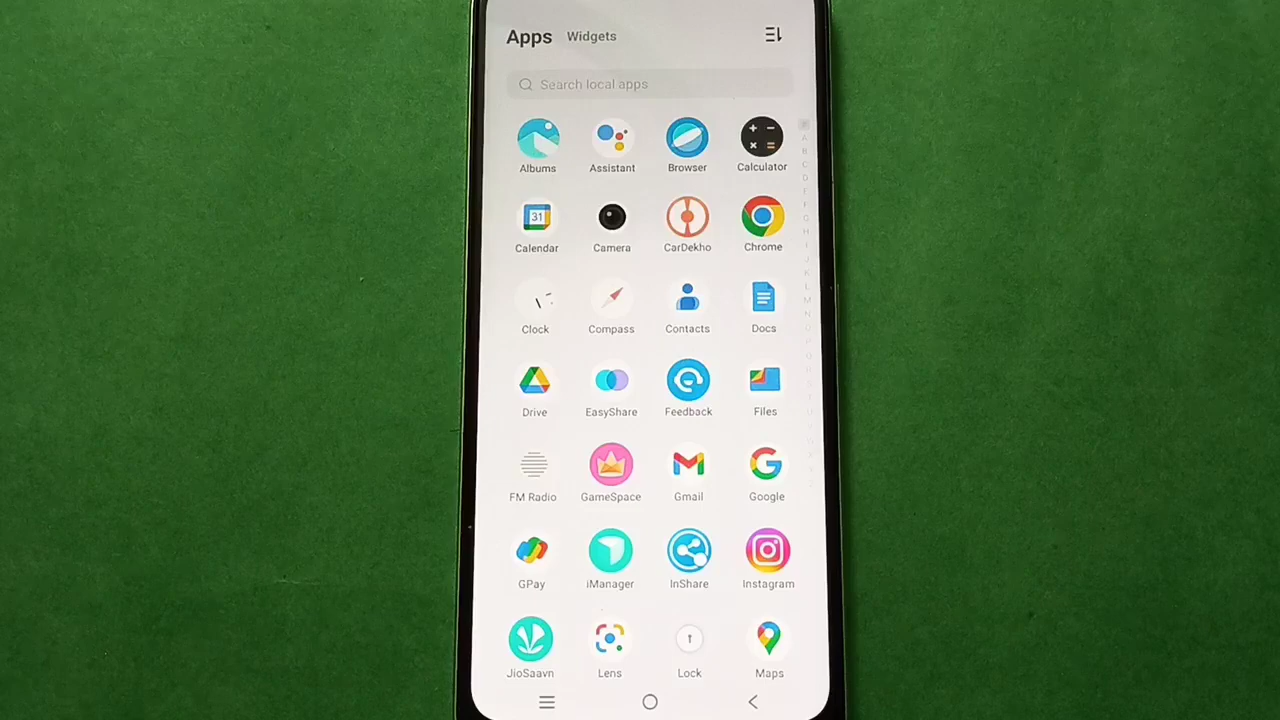 Apps Widgets
Search local apps
Albums Assistant Browser Calculator
31
Calendar Camera CarDekho Chrome
Clock Compass Contacts Docs
Drive EasyShare Feedback Files
FM Radio GameSpace Gmail Google
GPay iManager InShare Instagram
JioSaavn Lens Lock Maps